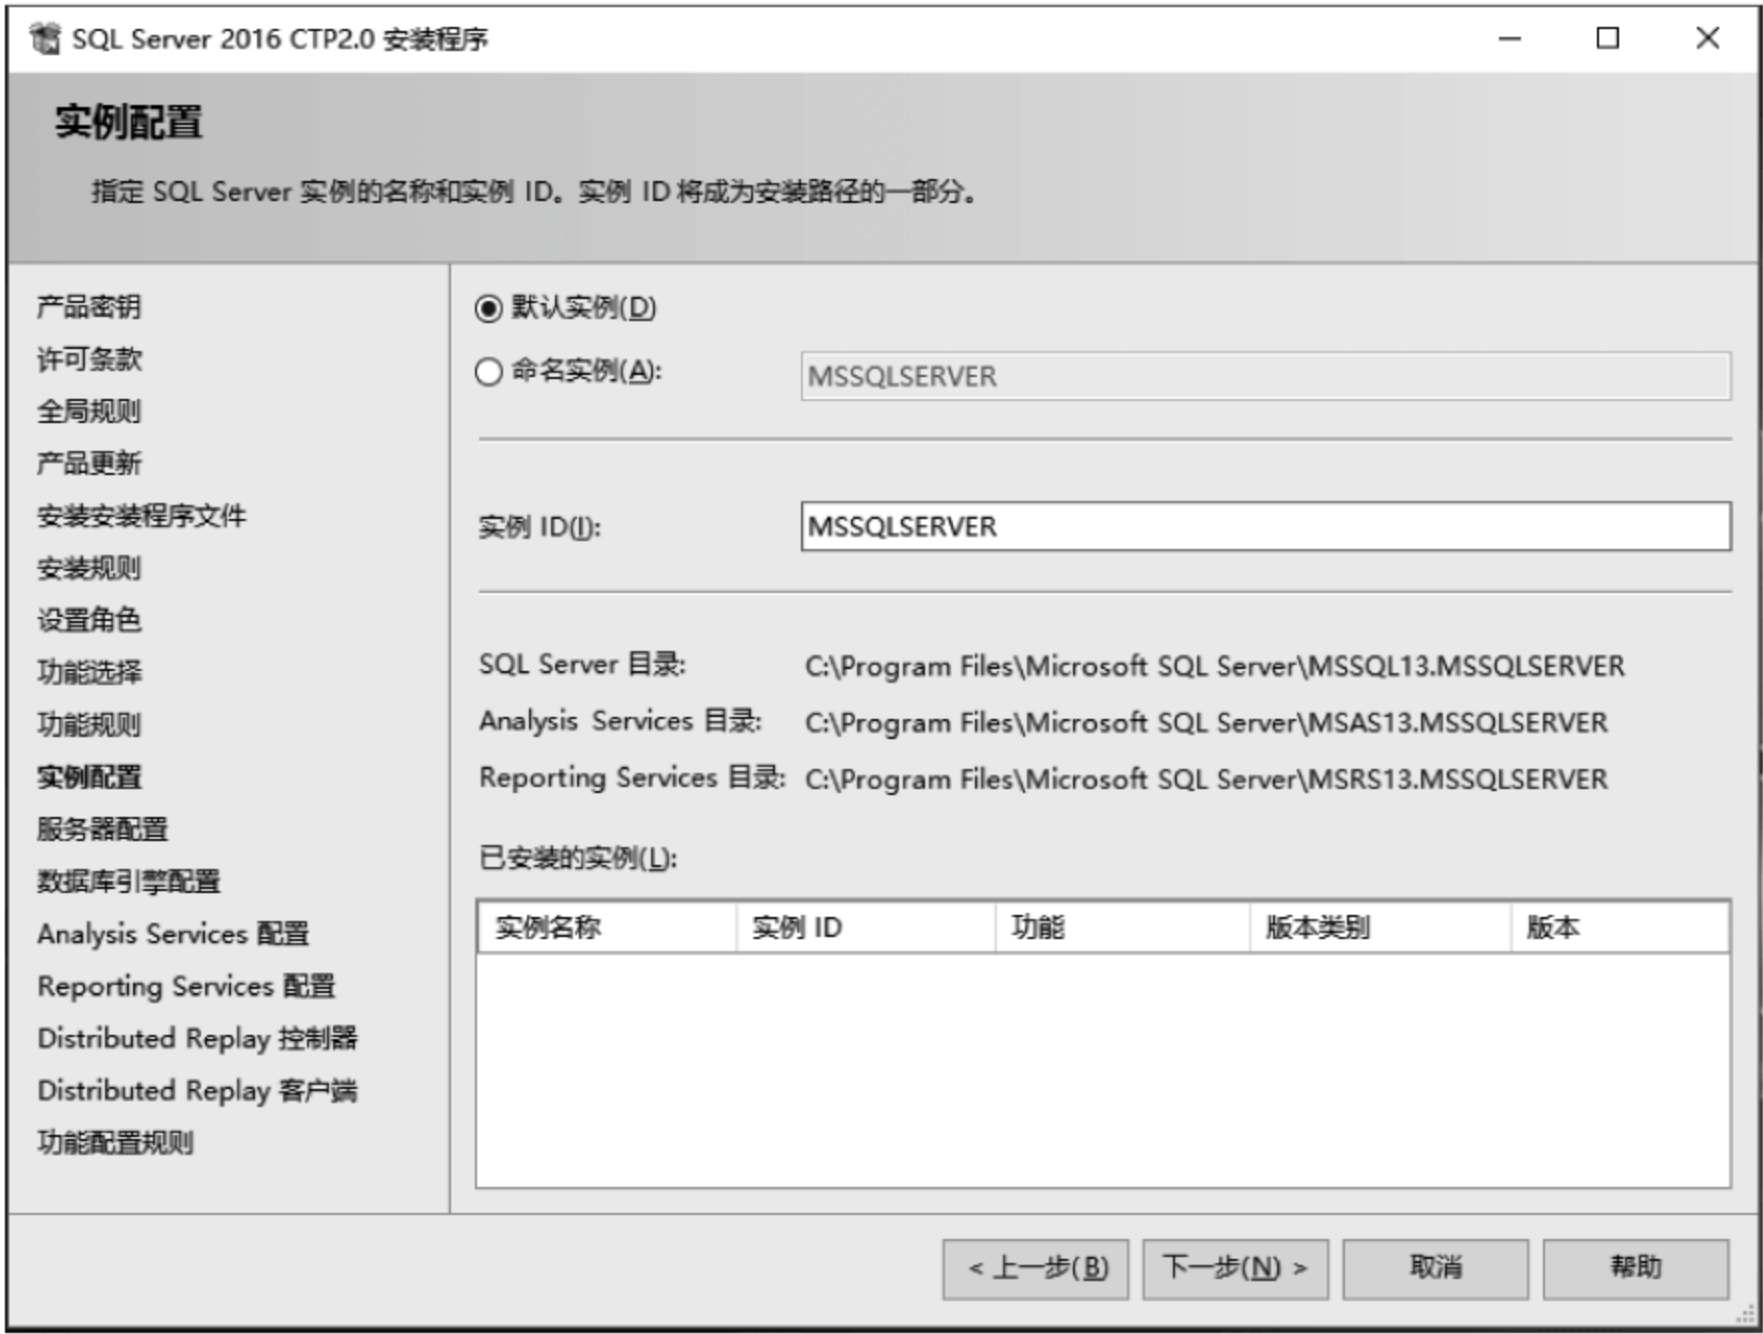 SQL Server 2016 CTP2.0 安装程序
实例配置
指定 SQL Server 实例的名称和实例 ID。实例 ID 将成为安装路径的一部分。
产品密钥
许可条款
全局规则
产品更新
安装安装程序文件
安装规则
设置角色
功能选择
功能规则
实例配置
服务器配置
数据库引擎配置
Analysis Services 配置
Reporting Services 配置
Distributed Replay 控制器
Distributed Replay 客户端
功能配置规则
默认实例(D)
命名实例(A): MSSQLSERVER
实例 ID(I): MSSQLSERVER
SQL Server 目录: C:\Program Files\Microsoft SQL Server\MSSQL13.MSSQLSERVER
Analysis Services 目录: C:\Program Files\Microsoft SQL Server\MSAS13.MSSQLSERVER
Reporting Services 目录: C:\Program Files\Microsoft SQL Server\MSRS13.MSSQLSERVER
已安装的实例(L):
实例名称 实例 ID 功能 版本类别 版本
< 上一步(B) 下一步(N) > 取消 帮助